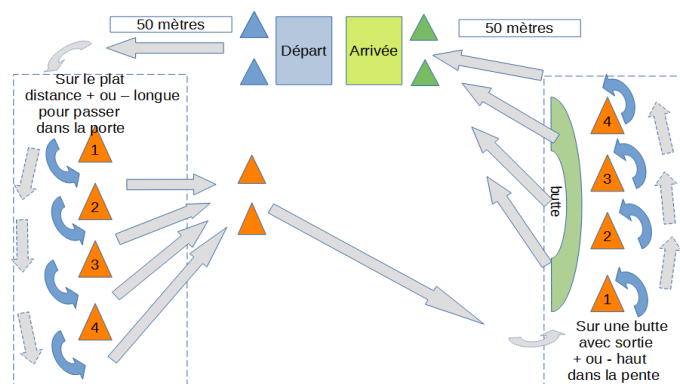 50 mètres
Départ
Arrivée
50 mètres
Sur le plat
distance + ou – longue
pour passer
dans la porte
1
2
3
4
butte
4
3
2
1
Sur une butte
avec sortie
+ ou - haut
dans la pente